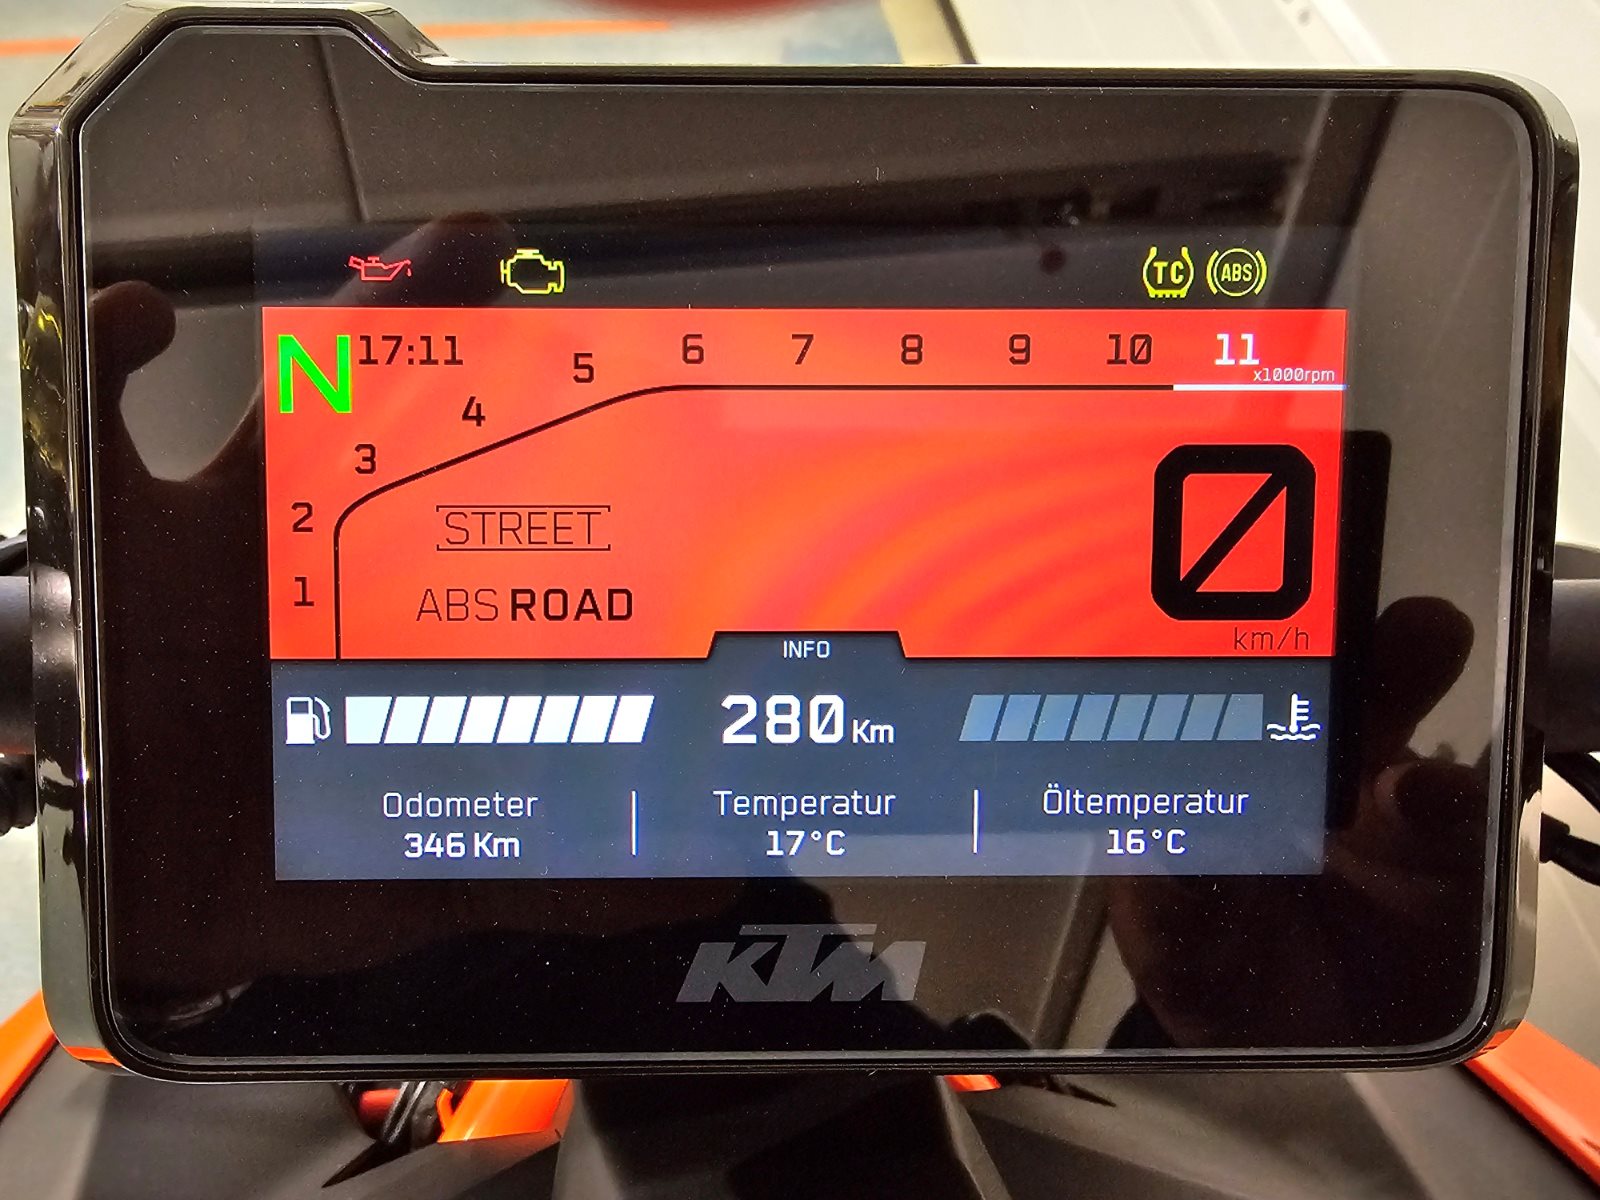 TC ABS
N 17:11
1 2 3 4 5 6 7 8 9 10 11
x1000rpm
STREET
ABS ROAD
0
km/h
INFO
280 Km
Odometer
346 Km
Temperatur
17°C
Öltemperatur
16°C
KTM